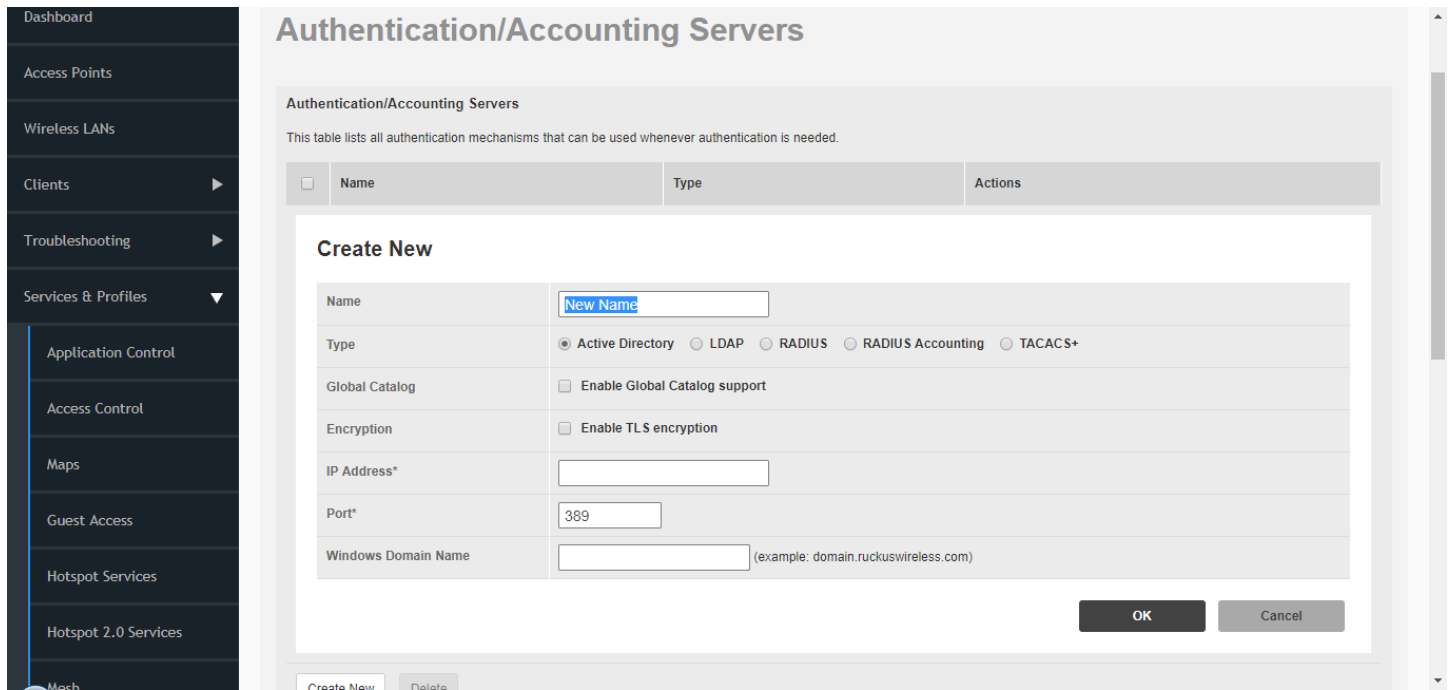 Dashboard
Access Points
Wireless LANs
Clients
Troubleshooting
Services & Profiles
Application Control
Access Control
Maps
Guest Access
Hotspot Services
Hotspot 2.0 Services
Mesh
Authentication/Accounting Servers
Authentication/Accounting Servers
This table lists all authentication mechanisms that can be used whenever authentication is needed.
Name Type Actions
Create New
Name New Name
Type Active Directory LDAP RADIUS RADIUS Accounting TACACS+
Global Catalog Enable Global Catalog support
Encryption Enable TLS encryption
IP Address*
Port* 389
Windows Domain Name (example: domain.ruckuswireless.com)
OK Cancel
Create New Delete